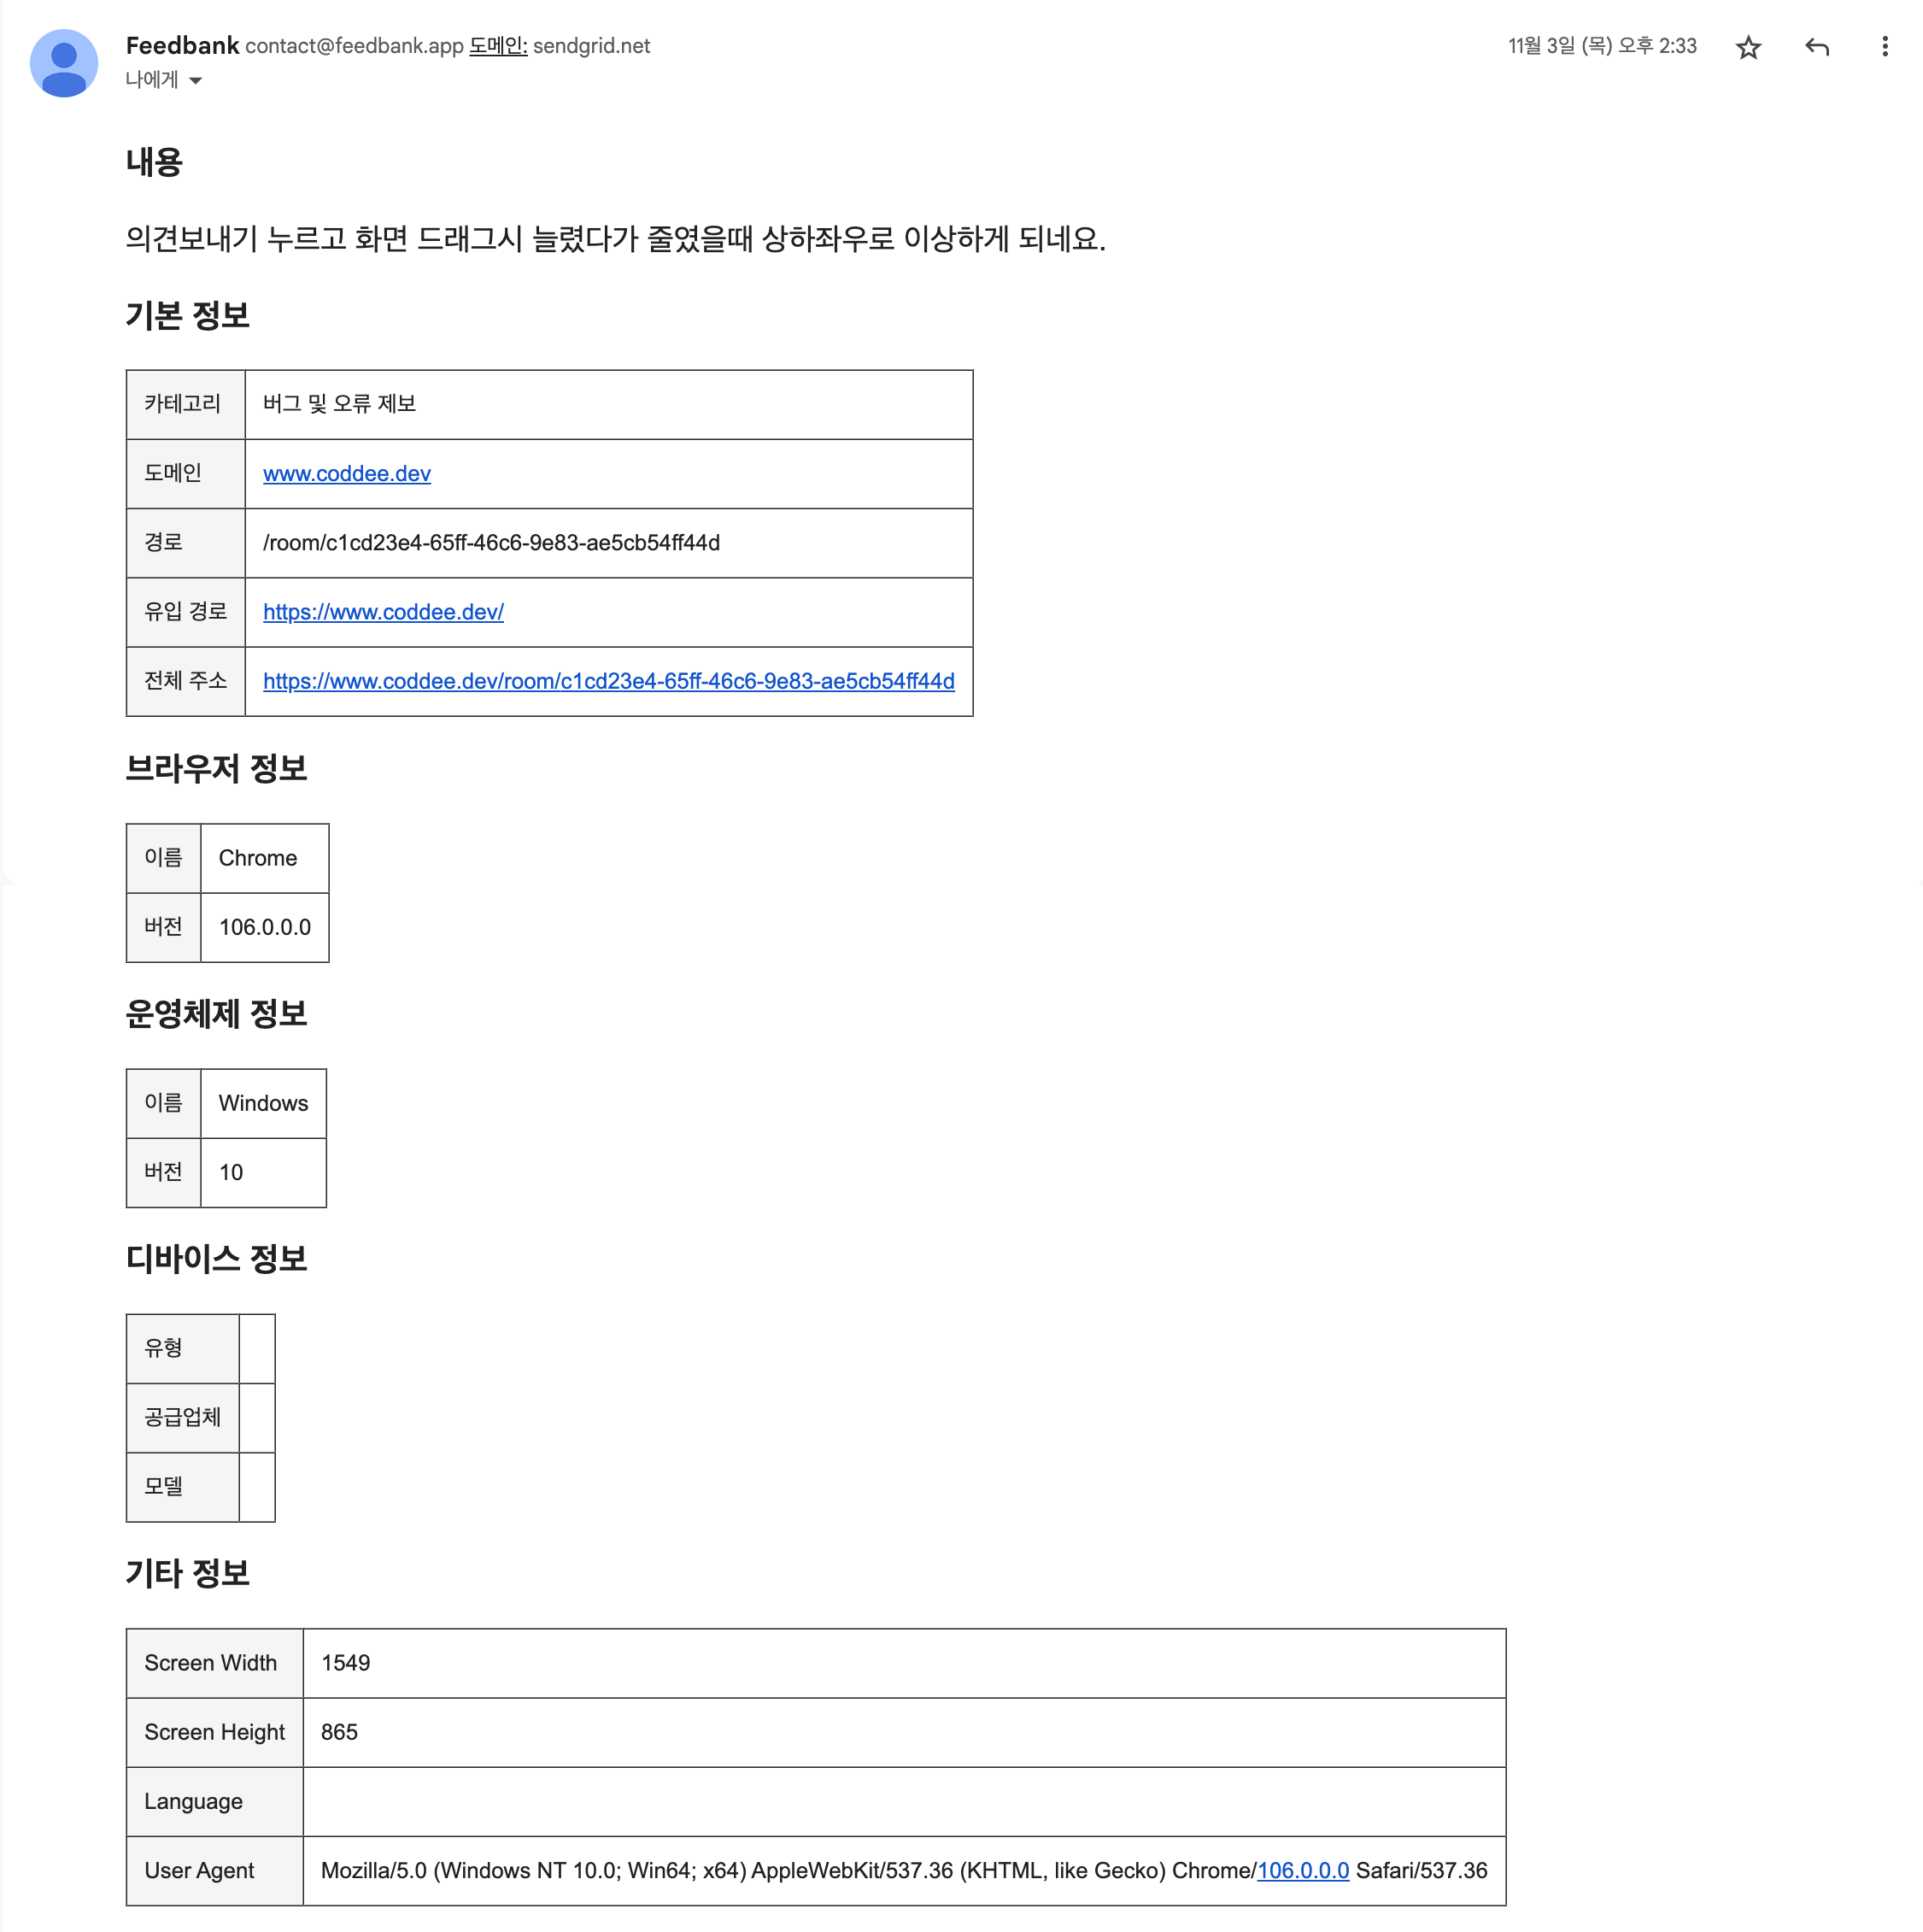 Feedbank contact@feedbank.app 도메인: sendgrid.net
11월 3일 (목) 오후 2:33
나에게
내용
의견보내기 누르고 화면 드래그시 늘렸다가 줄였을때 상하좌우로 이상하게 되네요.
기본 정보
카테고리 버그 및 오류 제보
도메인 www.coddee.dev
경로 /room/c1cd23e4-65ff-46c6-9e83-ae5cb54ff44d
유입 경로 https://www.coddee.dev/
전체 주소 https://www.coddee.dev/room/c1cd23e4-65ff-46c6-9e83-ae5cb54ff44d
브라우저 정보
이름 Chrome
버전 106.0.0.0
운영체제 정보
이름 Windows
버전 10
디바이스 정보
유형
공급업체
모델
기타 정보
Screen Width 1549
Screen Height 865
Language
User Agent Mozilla/5.0 (Windows NT 10.0; Win64; x64) AppleWebKit/537.36 (KHTML, like Gecko) Chrome/106.0.0.0 Safari/537.36